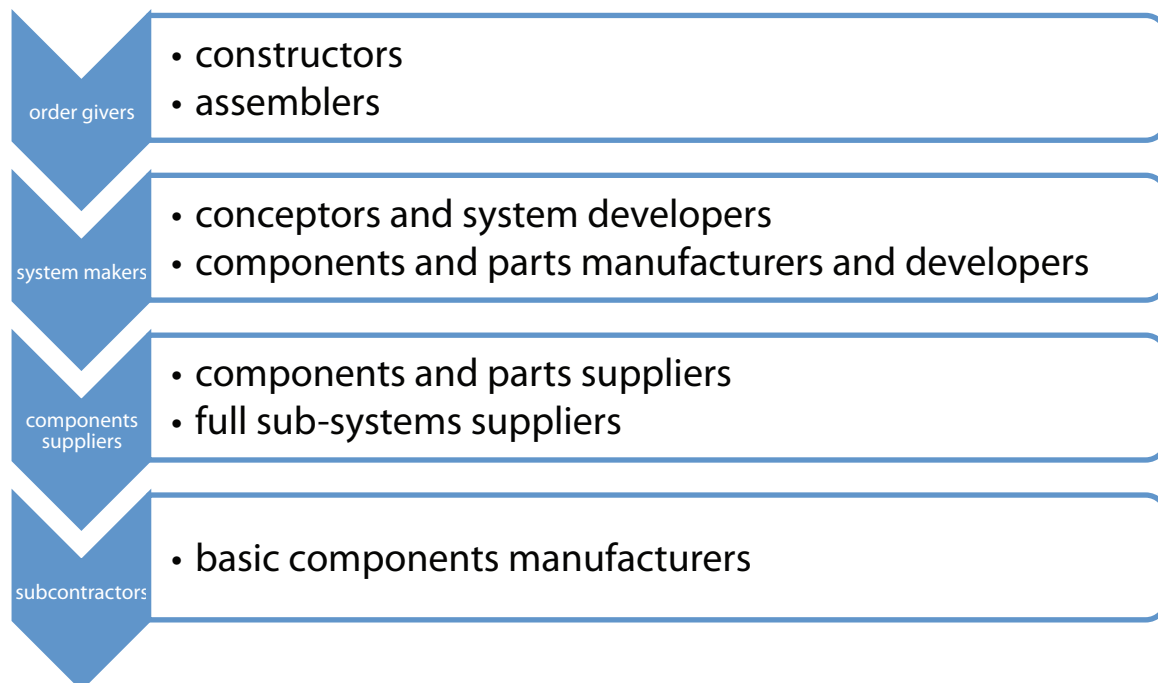 order givers
• constructors
• assemblers
system makers
• conceptors and system developers
• components and parts manufacturers and developers
components
suppliers
• components and parts suppliers
• full sub-systems suppliers
subcontractors
• basic components manufacturers